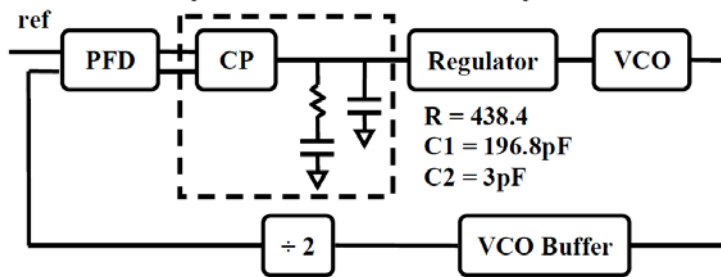 ref
PFD
CP
Regulator
VCO
R = 438.4
C1 = 196.8pF
C2 = 3pF
÷ 2
VCO Buffer